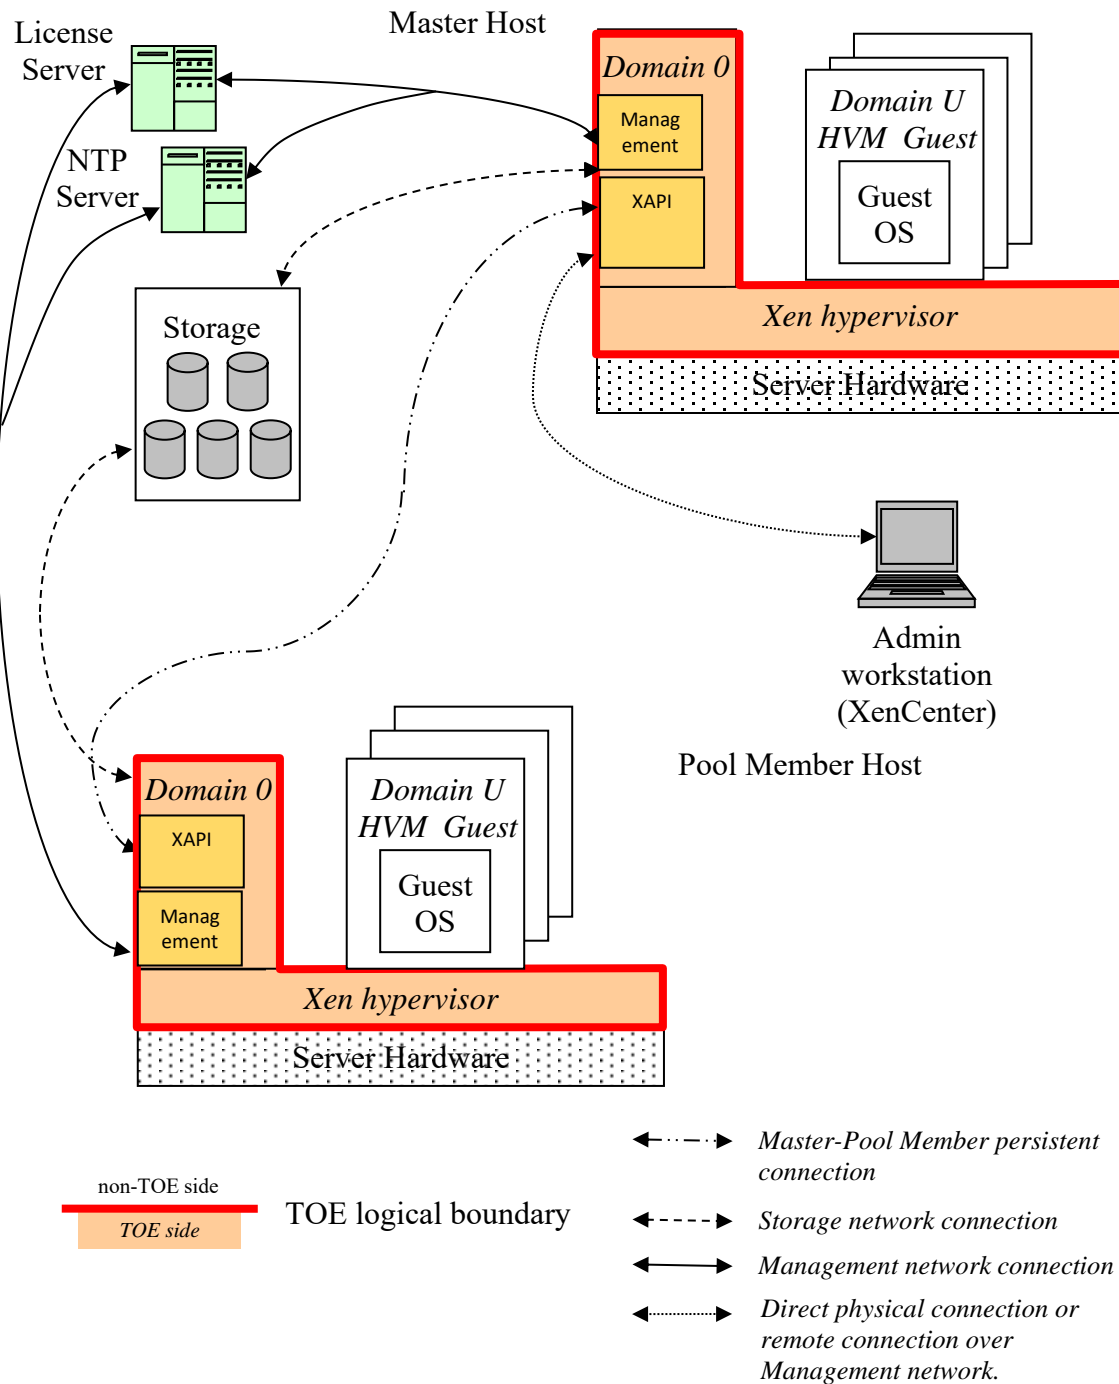 Master Host
License
Server
NTP
Server
Storage
Domain 0
Manag
ement
XAPI
Domain U
HVM Guest
Guest
OS
Xen hypervisor
Server Hardware
Admin
workstation
(XenCenter)
Pool Member Host
Domain 0
XAPI
Manag
ement
Domain U
HVM Guest
Guest
OS
Xen hypervisor
Server Hardware
non-TOE side
TOE side
TOE logical boundary
Master-Pool Member persistent
connection
Storage network connection
Management network connection
Direct physical connection or
remote connection over
Management network.